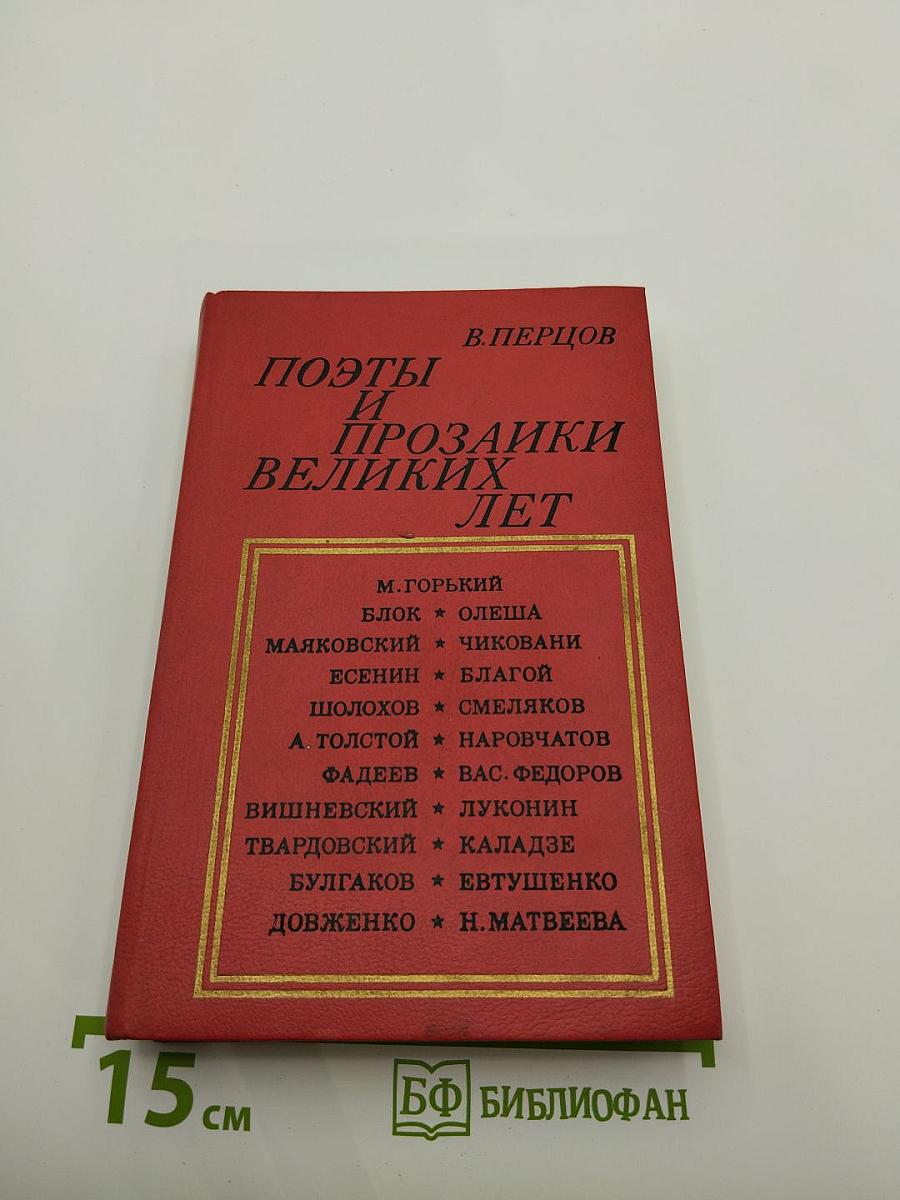 В. ПЕРЦОВ
ПОЭТЫ
И
ПРОЗАИКИ
ВЕЛИКИХ
ЛЕТ
М. ГОРЬКИЙ
БЛОК ★ ОЛЕША
МАЯКОВСКИЙ ★ ЧИКОВАНИ
ЕСЕНИН ★ БЛАГОЙ
ШОЛОХОВ ★ СМЕЛЯКОВ
А. ТОЛСТОЙ ★ НАРОВЧАТОВ
ФАДЕЕВ ★ ВАС. ФЕДОРОВ
ВИШНЕВСКИЙ ★ ЛУКОНИН
ТВАРДОВСКИЙ ★ КАЛАДЗЕ
БУЛГАКОВ ★ ЕВТУШЕНКО
ДОВЖЕНКО ★ Н. МАТВЕЕВА
15 см
БФ БИБЛИОФАН